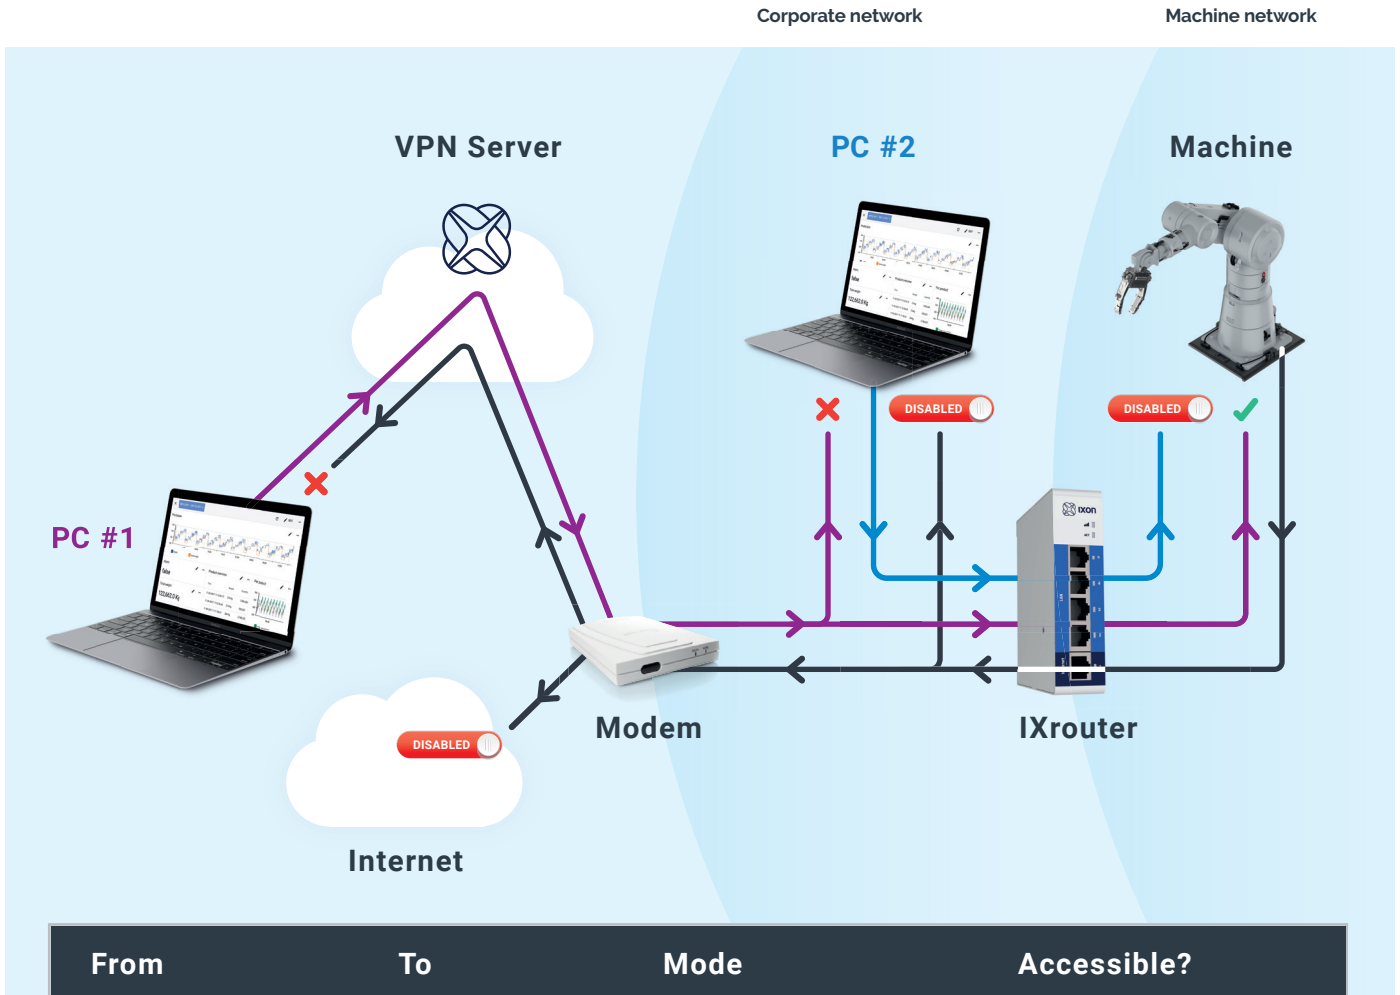 Corporate network
Machine network
VPN Server
PC #2
Machine
DISABLED
DISABLED
PC #1
IXON
Modem
IXrouter
DISABLED
Internet
From
To
Mode
Accessible?